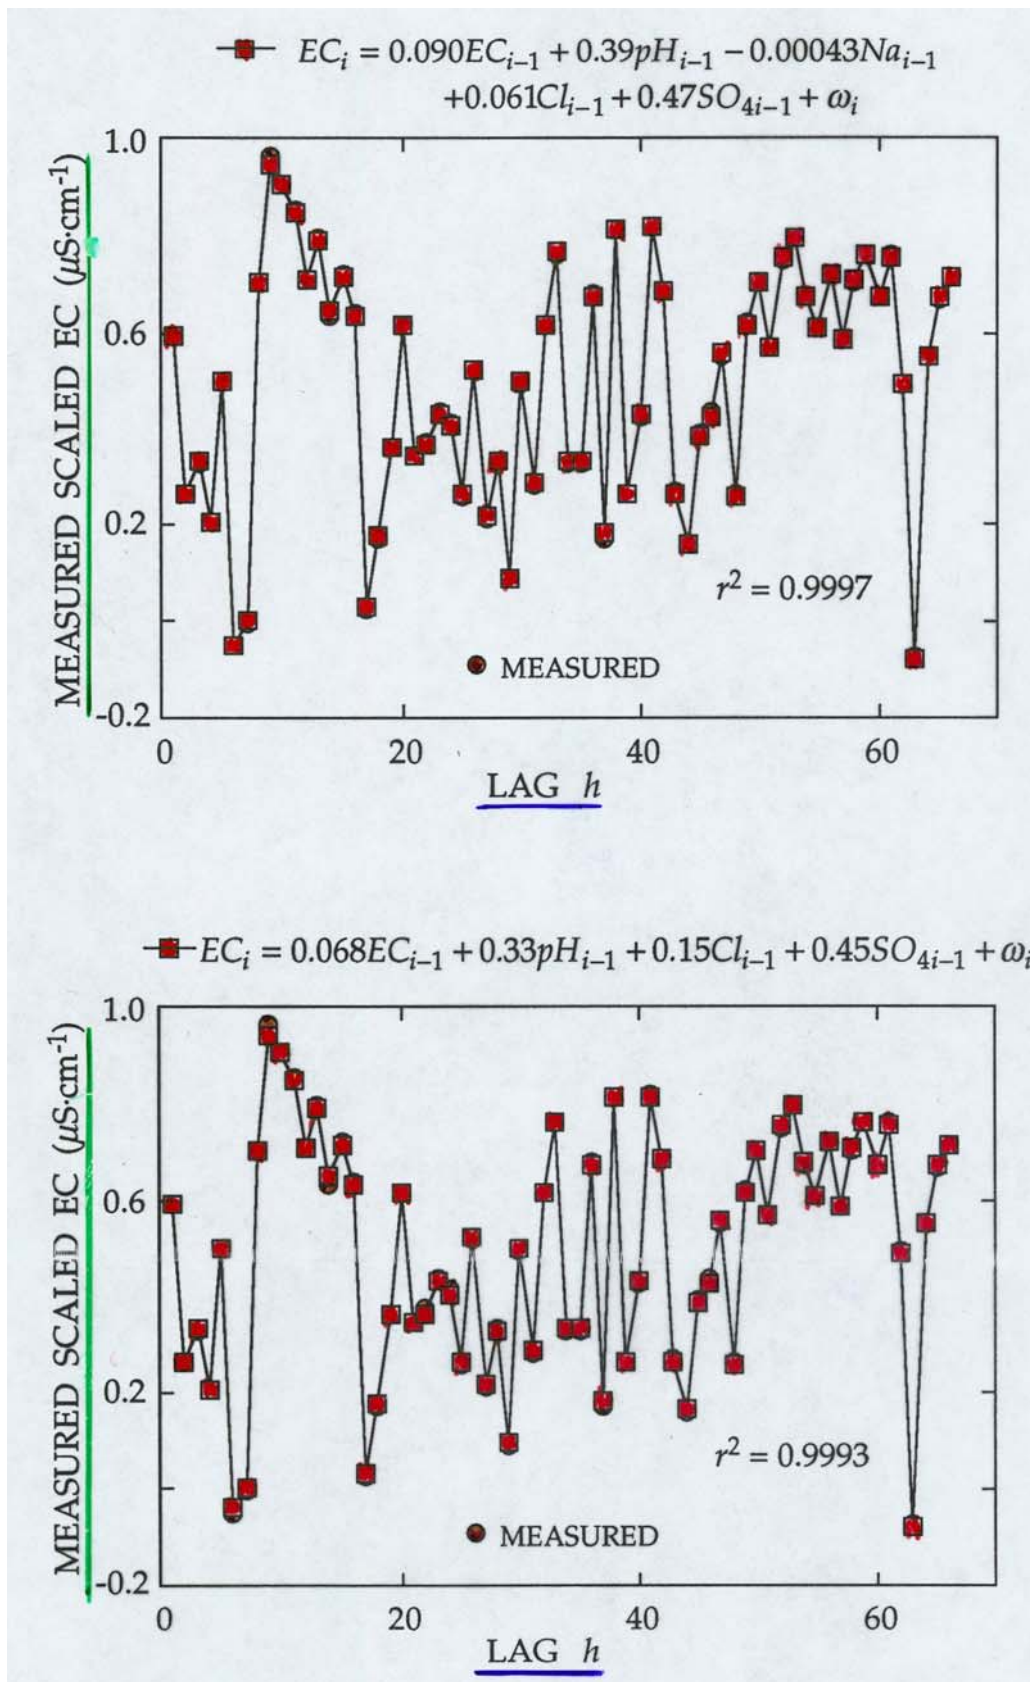 EC_i = 0.090EC_{i−1} + 0.39pH_{i−1} − 0.00043Na_{i−1}
+0.061Cl_{i−1} + 0.47SO_{4i−1} + ω_i
MEASURED SCALED EC (μS·cm⁻¹)
1.0
0.6
0.2
-0.2
r² = 0.9997
MEASURED
0 20 40 60
LAG h
EC_i = 0.068EC_{i−1} + 0.33pH_{i−1} + 0.15Cl_{i−1} + 0.45SO_{4i−1} + ω_i
MEASURED SCALED EC (μS·cm⁻¹)
1.0
0.6
0.2
-0.2
r² = 0.9993
MEASURED
0 20 40 60
LAG h